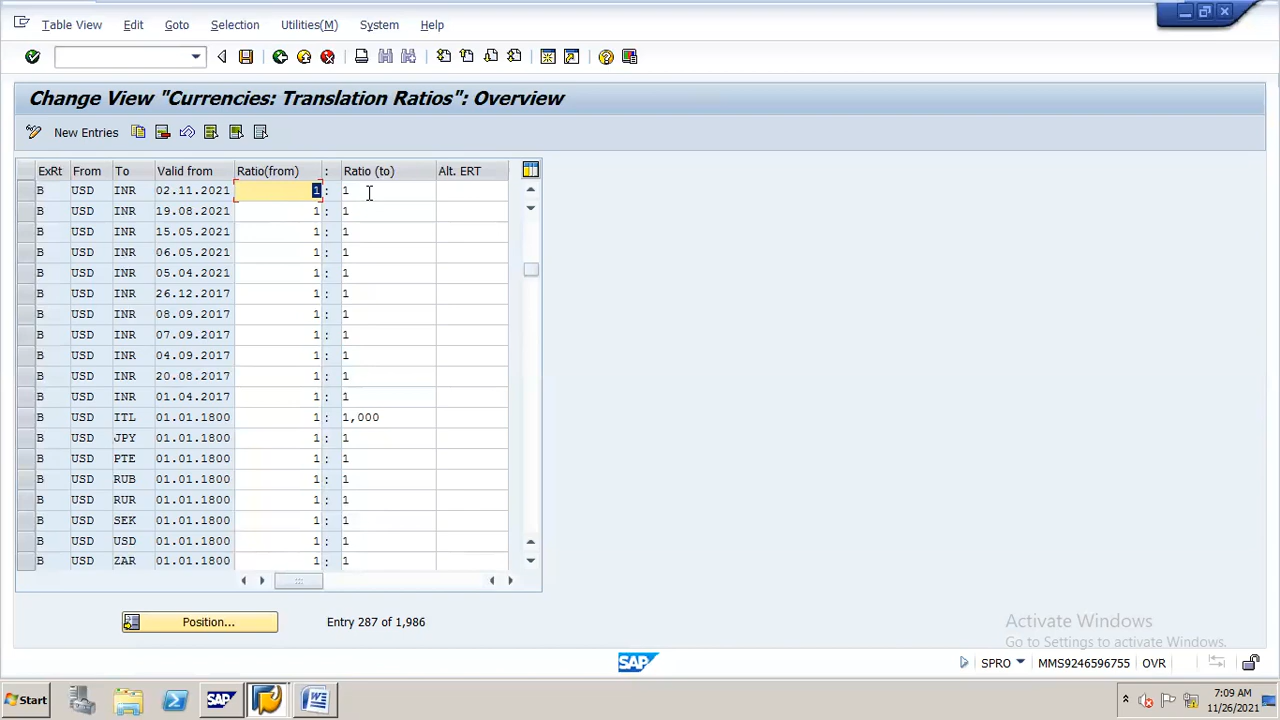 Table View Edit Goto Selection Utilities(M) System Help
Change View "Currencies: Translation Ratios": Overview
New Entries
ExRt From To Valid from Ratio(from) : Ratio (to) Alt. ERT
B USD INR 02.11.2021 1 : 1
B USD INR 19.08.2021 1 : 1
B USD INR 15.05.2021 1 : 1
B USD INR 06.05.2021 1 : 1
B USD INR 05.04.2021 1 : 1
B USD INR 26.12.2017 1 : 1
B USD INR 08.09.2017 1 : 1
B USD INR 07.09.2017 1 : 1
B USD INR 04.09.2017 1 : 1
B USD INR 20.08.2017 1 : 1
B USD INR 01.04.2017 1 : 1
B USD ITL 01.01.1800 1 : 1,000
B USD JPY 01.01.1800 1 : 1
B USD PTE 01.01.1800 1 : 1
B USD RUB 01.01.1800 1 : 1
B USD RUR 01.01.1800 1 : 1
B USD SEK 01.01.1800 1 : 1
B USD USD 01.01.1800 1 : 1
B USD ZAR 01.01.1800 1 : 1
Position... Entry 287 of 1,986
Activate Windows
Go to Settings to activate Windows.
SAP SPRO MMS9246596755 OVR
Start SAP 7:09 AM
11/26/2021